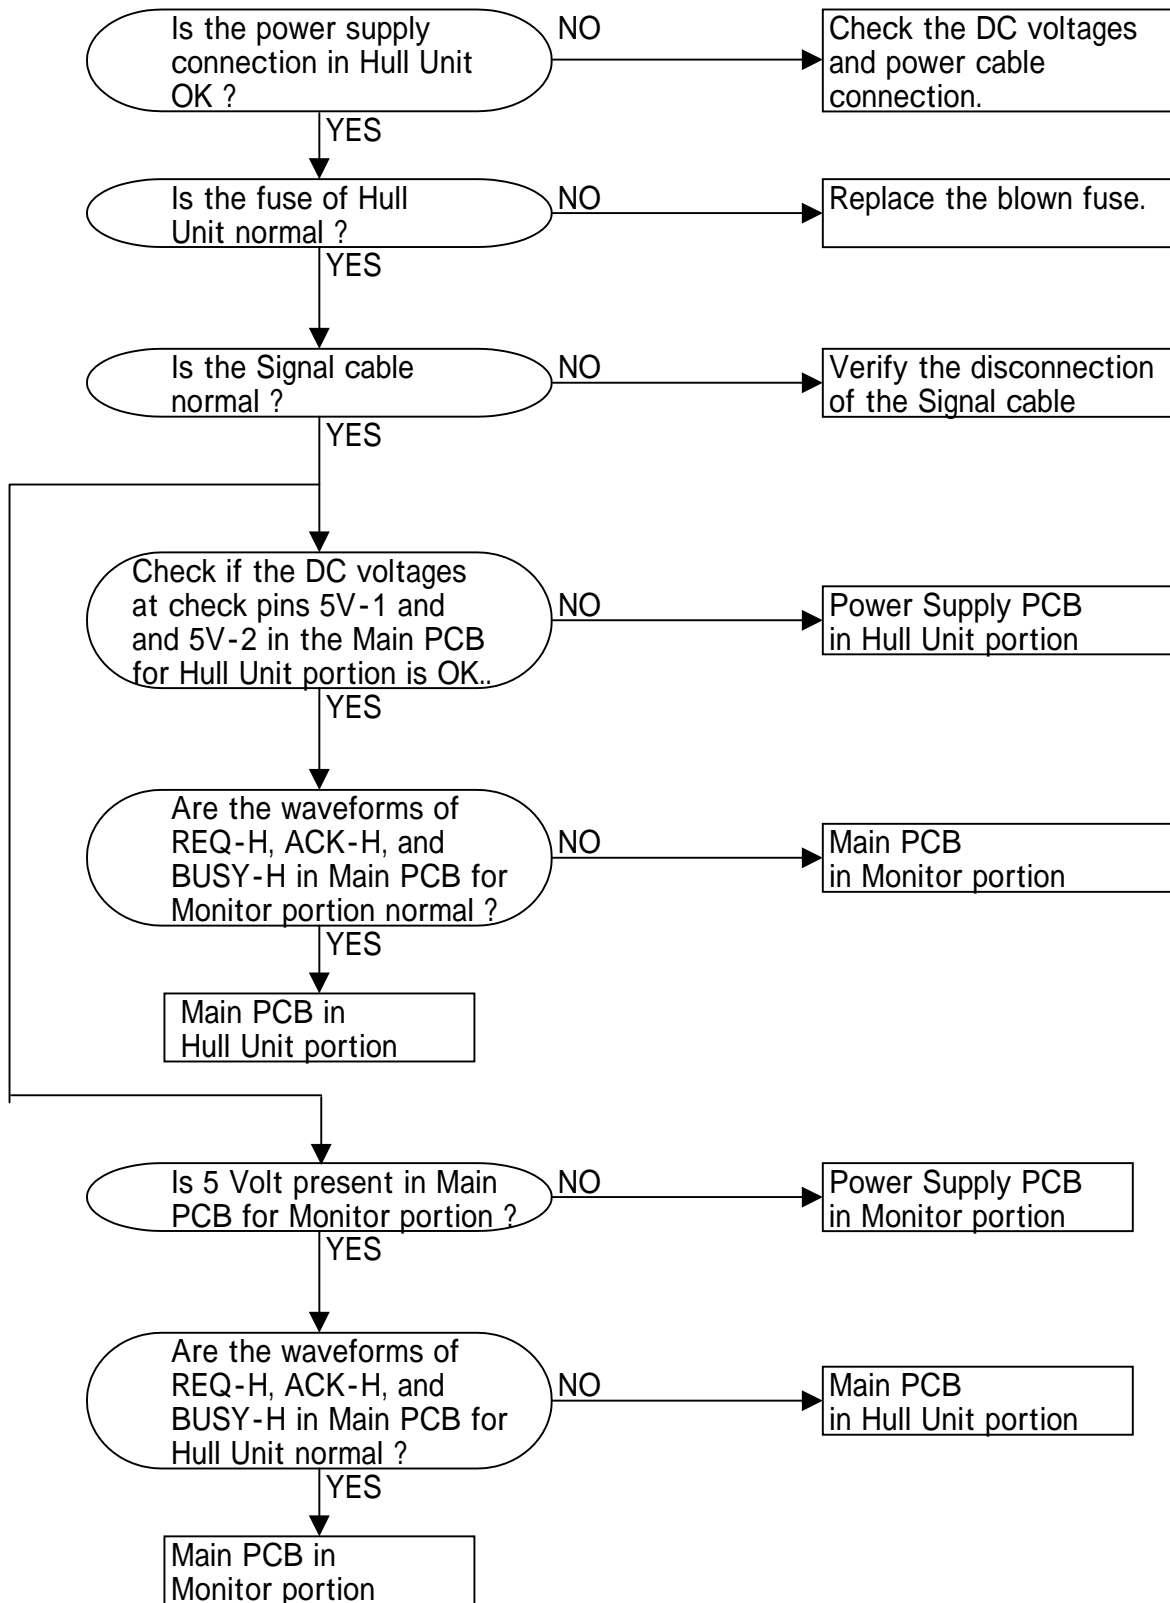 Is the power supply
connection in Hull Unit
OK ?
NO
Check the DC voltages
and power cable
connection.
YES
Is the fuse of Hull
Unit normal ?
NO
Replace the blown fuse.
YES
Is the Signal cable
normal ?
NO
Verify the disconnection
of the Signal cable
YES
Check if the DC voltages
at check pins 5V-1 and
and 5V-2 in the Main PCB
for Hull Unit portion is OK..
NO
Power Supply PCB
in Hull Unit portion
YES
Are the waveforms of
REQ-H, ACK-H, and
BUSY-H in Main PCB for
Monitor portion normal ?
NO
Main PCB
in Monitor portion
YES
Main PCB in
Hull Unit portion
Is 5 Volt present in Main
PCB for Monitor portion ?
NO
Power Supply PCB
in Monitor portion
YES
Are the waveforms of
REQ-H, ACK-H, and
BUSY-H in Main PCB for
Hull Unit normal ?
NO
Main PCB
in Hull Unit portion
YES
Main PCB in
Monitor portion